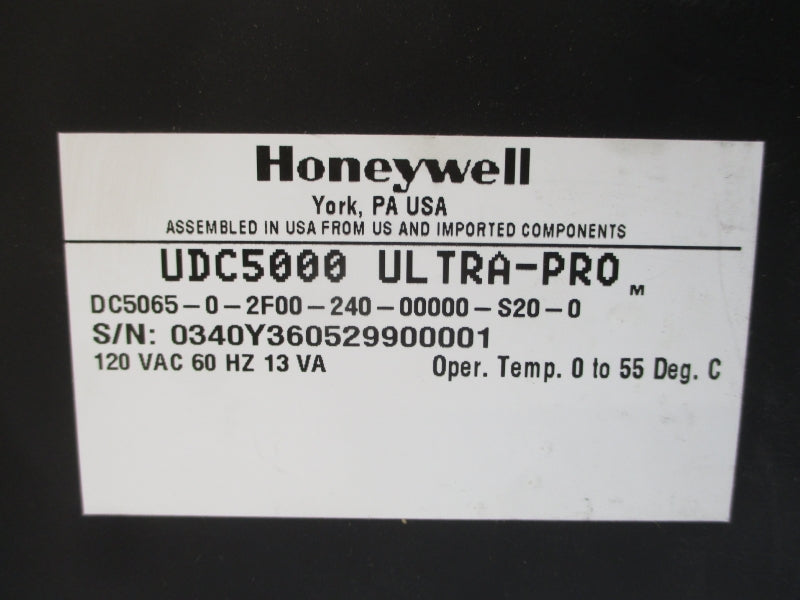 Honeywell
York, PA USA
ASSEMBLED IN USA FROM US AND IMPORTED COMPONENTS
UDC5000 ULTRA-PRO M
DC5065-0-2F00-240-00000-S20-0
S/N: 0340Y360529900001
120 VAC 60 HZ 13 VA Oper. Temp. 0 to 55 Deg. C